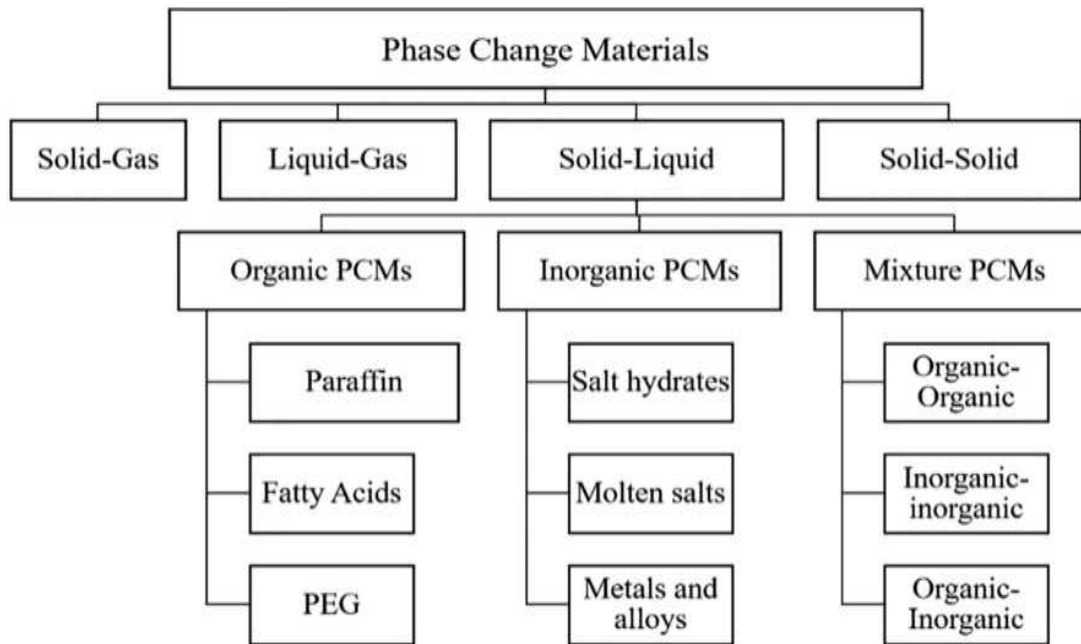 Phase Change Materials
Solid-Gas
Liquid-Gas
Solid-Liquid
Solid-Solid
Organic PCMs
Inorganic PCMs
Mixture PCMs
Paraffin
Salt hydrates
Organic-
Organic
Fatty Acids
Molten salts
Inorganic-
inorganic
PEG
Metals and
alloys
Organic-
Inorganic